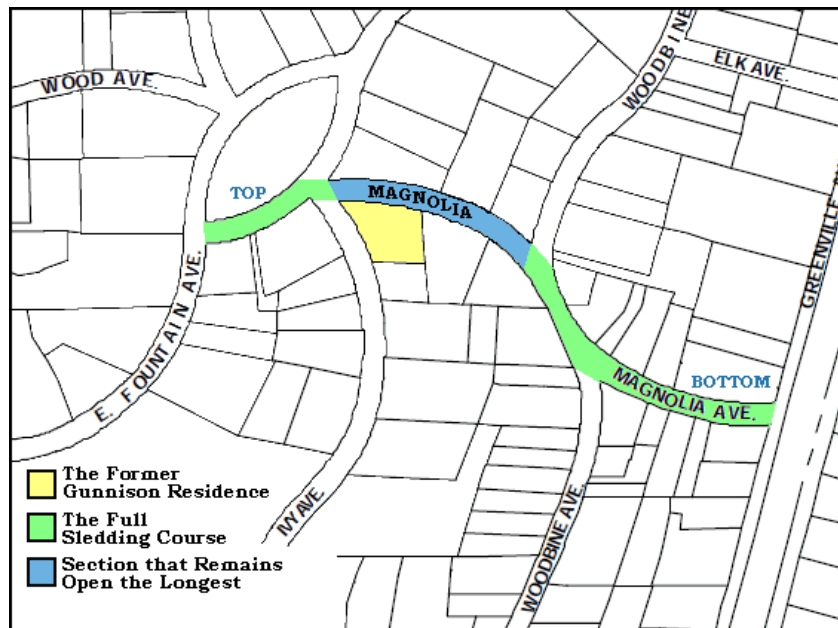 WOOD AVE.
WOODBINE
ELK AVE.
TOP
MAGNOLIA
GREENVILLE
E. FOUNTAIN AVE.
BOTTOM
MAGNOLIA AVE.
The Former
Gunnison Residence
The Full
Sledding Course
Section that Remains
Open the Longest
IVY AVE.
WOODBINE AVE.